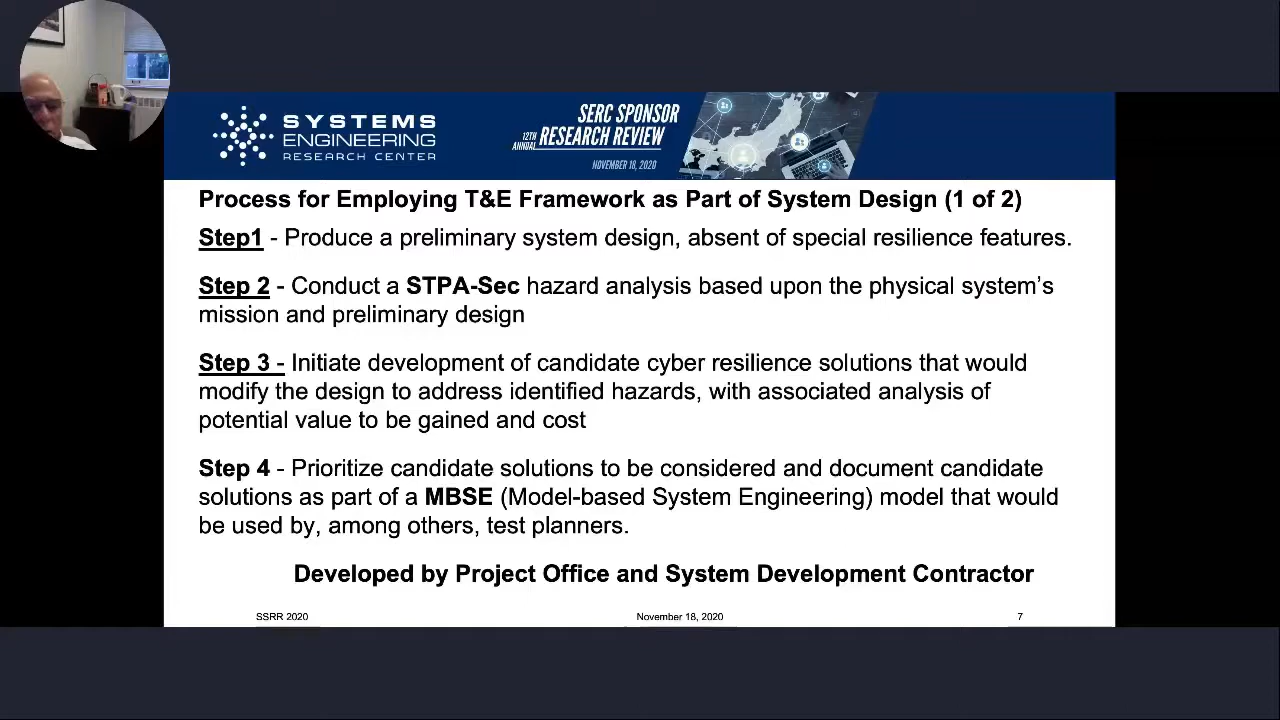 SYSTEMS
ENGINEERING
RESEARCH CENTER
SERC SPONSOR
12TH ANNUAL RESEARCH REVIEW
NOVEMBER 18, 2020
Process for Employing T&E Framework as Part of System Design (1 of 2)
Step1 - Produce a preliminary system design, absent of special resilience features.
Step 2 - Conduct a STPA-Sec hazard analysis based upon the physical system’s
mission and preliminary design
Step 3 - Initiate development of candidate cyber resilience solutions that would
modify the design to address identified hazards, with associated analysis of
potential value to be gained and cost
Step 4 - Prioritize candidate solutions to be considered and document candidate
solutions as part of a MBSE (Model-based System Engineering) model that would
be used by, among others, test planners.
Developed by Project Office and System Development Contractor
SSRR 2020
November 18, 2020
7